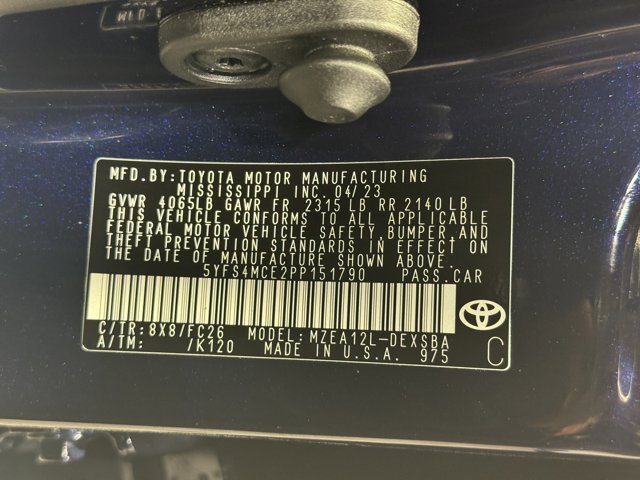 WLD
MFD.BY:TOYOTA MOTOR MANUFACTURING
MISSISSIPPI INC. 04/23
GVWR 4065LB GAWR FR 2315 LB RR 2140 LB
THIS VEHICLE CONFORMS TO ALL APPLICABLE
FEDERAL MOTOR VEHICLE SAFETY,BUMPER,AND
THEFT PREVENTION STANDARDS IN EFFECT ON
THE DATE OF MANUFACTURE SHOWN ABOVE.
5YFS4MCE2PP151790 PASS.CAR
C/TR:8X8/FC26 MODEL:MZEA12L-DEXSBA
A/TM: /K120 MADE IN U.S.A. 975 C